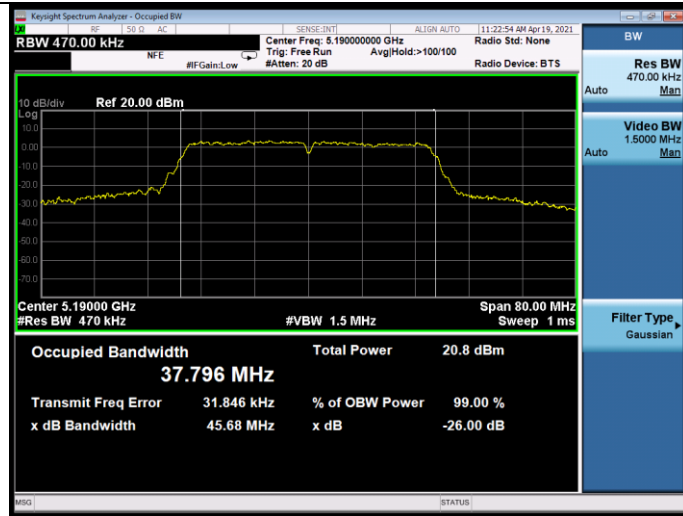 Keysight Spectrum Analyzer - Occupied BW
RF 50 Ω AC SENSE:INT ALIGN AUTO 11:22:54 AM Apr 19, 2021
RBW 470.00 kHz
Center Freq: 5.190000000 GHz
Radio Std: None
NFE
Trig: Free Run
Avg|Hold:>100/100
#IFGain:Low
#Atten: 20 dB
Radio Device: BTS
10 dB/div Ref 20.00 dBm
Log
10.0
0.00
-10.0
-20.0
-30.0
-40.0
-50.0
-60.0
-70.0
Center 5.19000 GHz
Span 80.00 MHz
#Res BW 470 kHz
#VBW 1.5 MHz
Sweep 1 ms
Occupied Bandwidth
Total Power 20.8 dBm
37.796 MHz
Transmit Freq Error 31.846 kHz
% of OBW Power 99.00 %
x dB Bandwidth 45.68 MHz
x dB -26.00 dB
MSG
STATUS
BW
Res BW
470.00 kHz
Auto Man
Video BW
1.5000 MHz
Auto Man
Filter Type
Gaussian